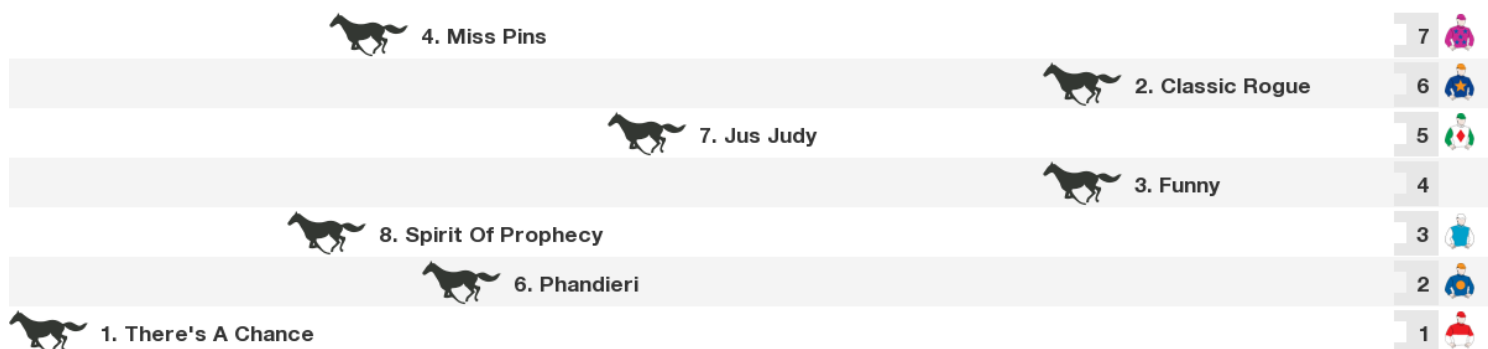 4. Miss Pins 7
2. Classic Rogue 6
7. Jus Judy 5
3. Funny 4
8. Spirit Of Prophecy 3
6. Phandieri 2
1. There's A Chance 1